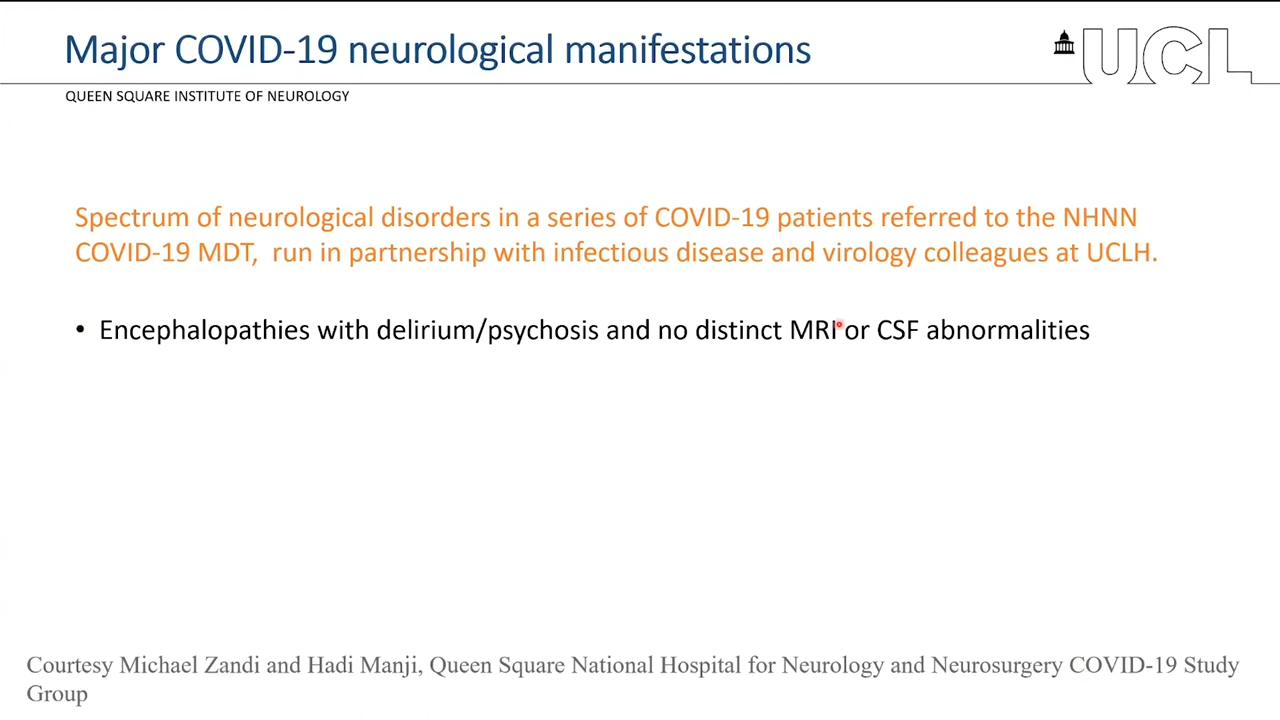 Major COVID-19 neurological manifestations
UCL
QUEEN SQUARE INSTITUTE OF NEUROLOGY
Spectrum of neurological disorders in a series of COVID-19 patients referred to the NHNN
COVID-19 MDT, run in partnership with infectious disease and virology colleagues at UCLH.
• Encephalopathies with delirium/psychosis and no distinct MRI or CSF abnormalities
Courtesy Michael Zandi and Hadi Manji, Queen Square National Hospital for Neurology and Neurosurgery COVID-19 Study
Group